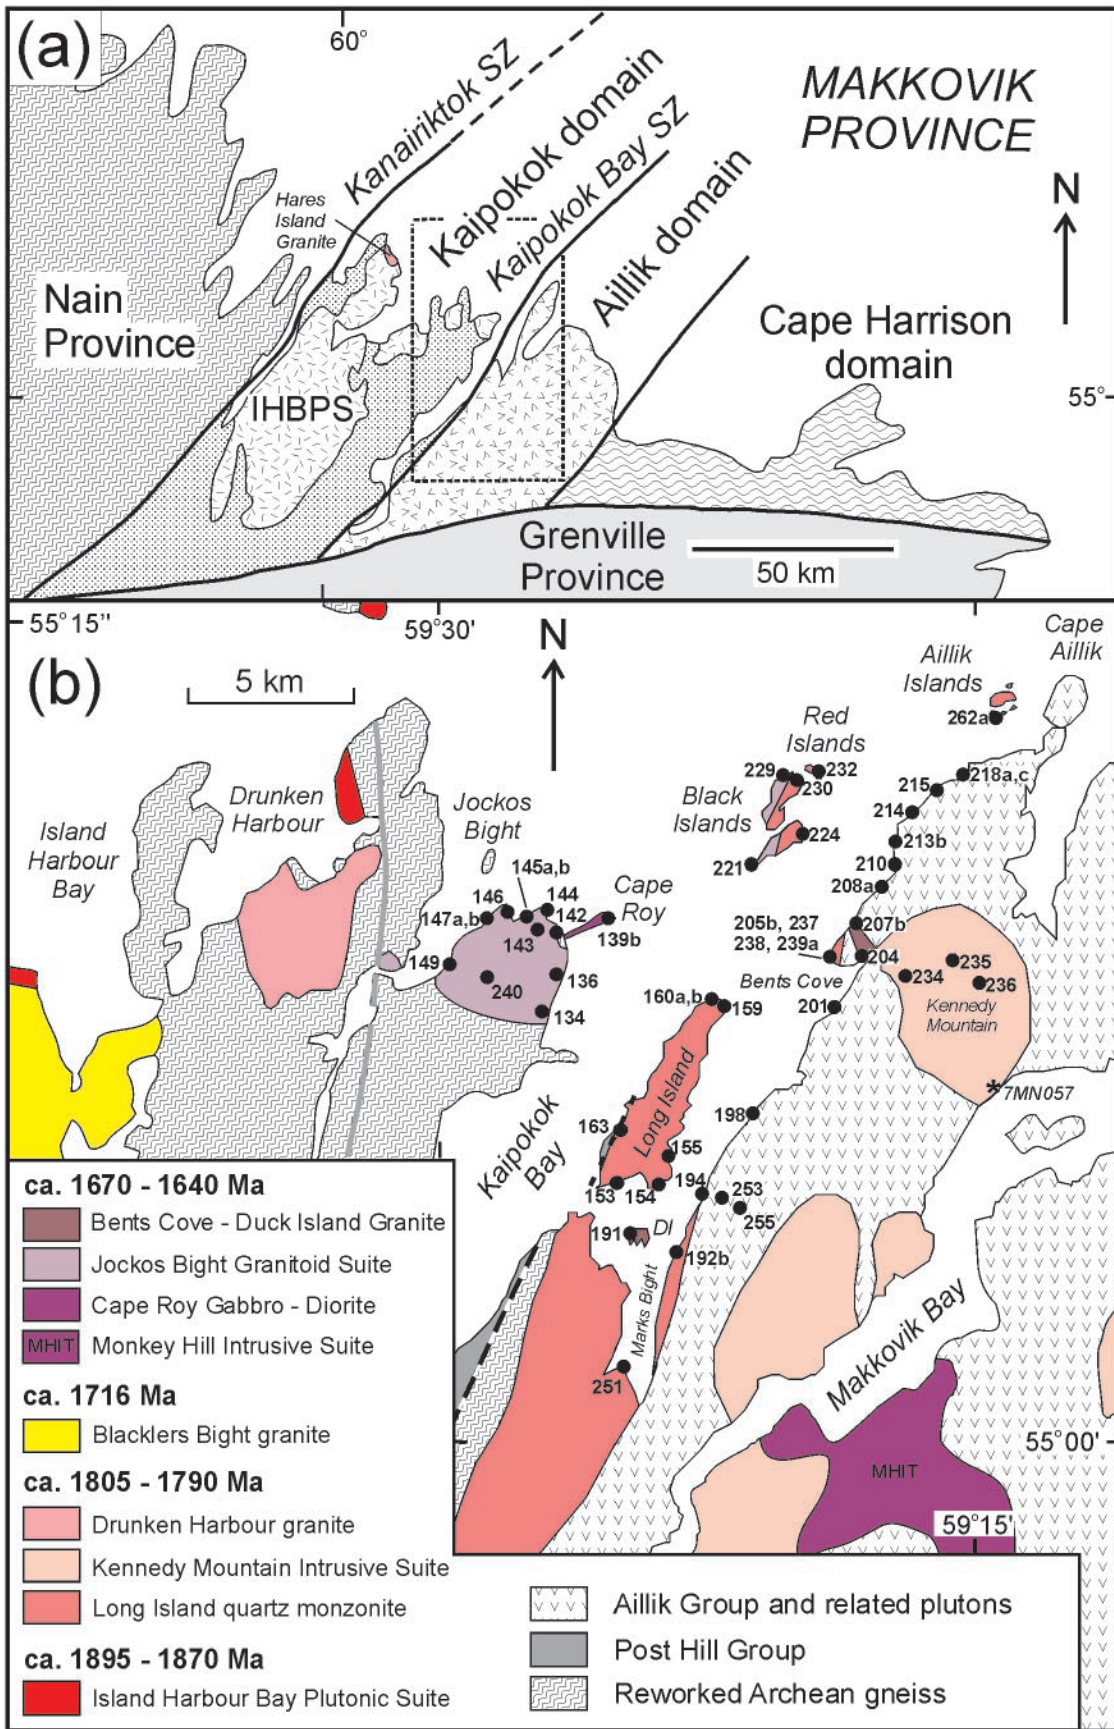 (a)
60°
MAKKOVIK
PROVINCE
Kanairiktok SZ
Kaipokok domain
Kaipokok Bay SZ
Aillik domain
N
Hares
Island
Granite
Nain
Province
IHBPS
Cape Harrison
domain
55°
Grenville
Province
50 km
55°15"
59°30'
N
(b)
5 km
Cape
Aillik
Aillik
Islands
262a
Red
Islands
229
232
230
218a,c
215
214
Black
Islands
224
213b
221
210
208a
Drunken
Harbour
Island
Harbour
Bay
Jockos
Bight
145a,b
146
144
147a,b
142
143
Cape
Roy
139b
149
240
136
134
205b, 237
238, 239a
207b
204
Bents Cove
235
234
236
Kennedy
Mountain
160a,b
159
201
*7MN057
Long Island
198
163
155
Kaipokok
Bay
153
154
194
253
255
191
DI
192b
Marks Bight
251
Makkovik Bay
55°00'
MHIT
59°15'
ca. 1670 - 1640 Ma
Bents Cove - Duck Island Granite
Jockos Bight Granitoid Suite
Cape Roy Gabbro - Diorite
MHIT Monkey Hill Intrusive Suite
ca. 1716 Ma
Blacklers Bight granite
ca. 1805 - 1790 Ma
Drunken Harbour granite
Kennedy Mountain Intrusive Suite
Long Island quartz monzonite
ca. 1895 - 1870 Ma
Island Harbour Bay Plutonic Suite
Aillik Group and related plutons
Post Hill Group
Reworked Archean gneiss